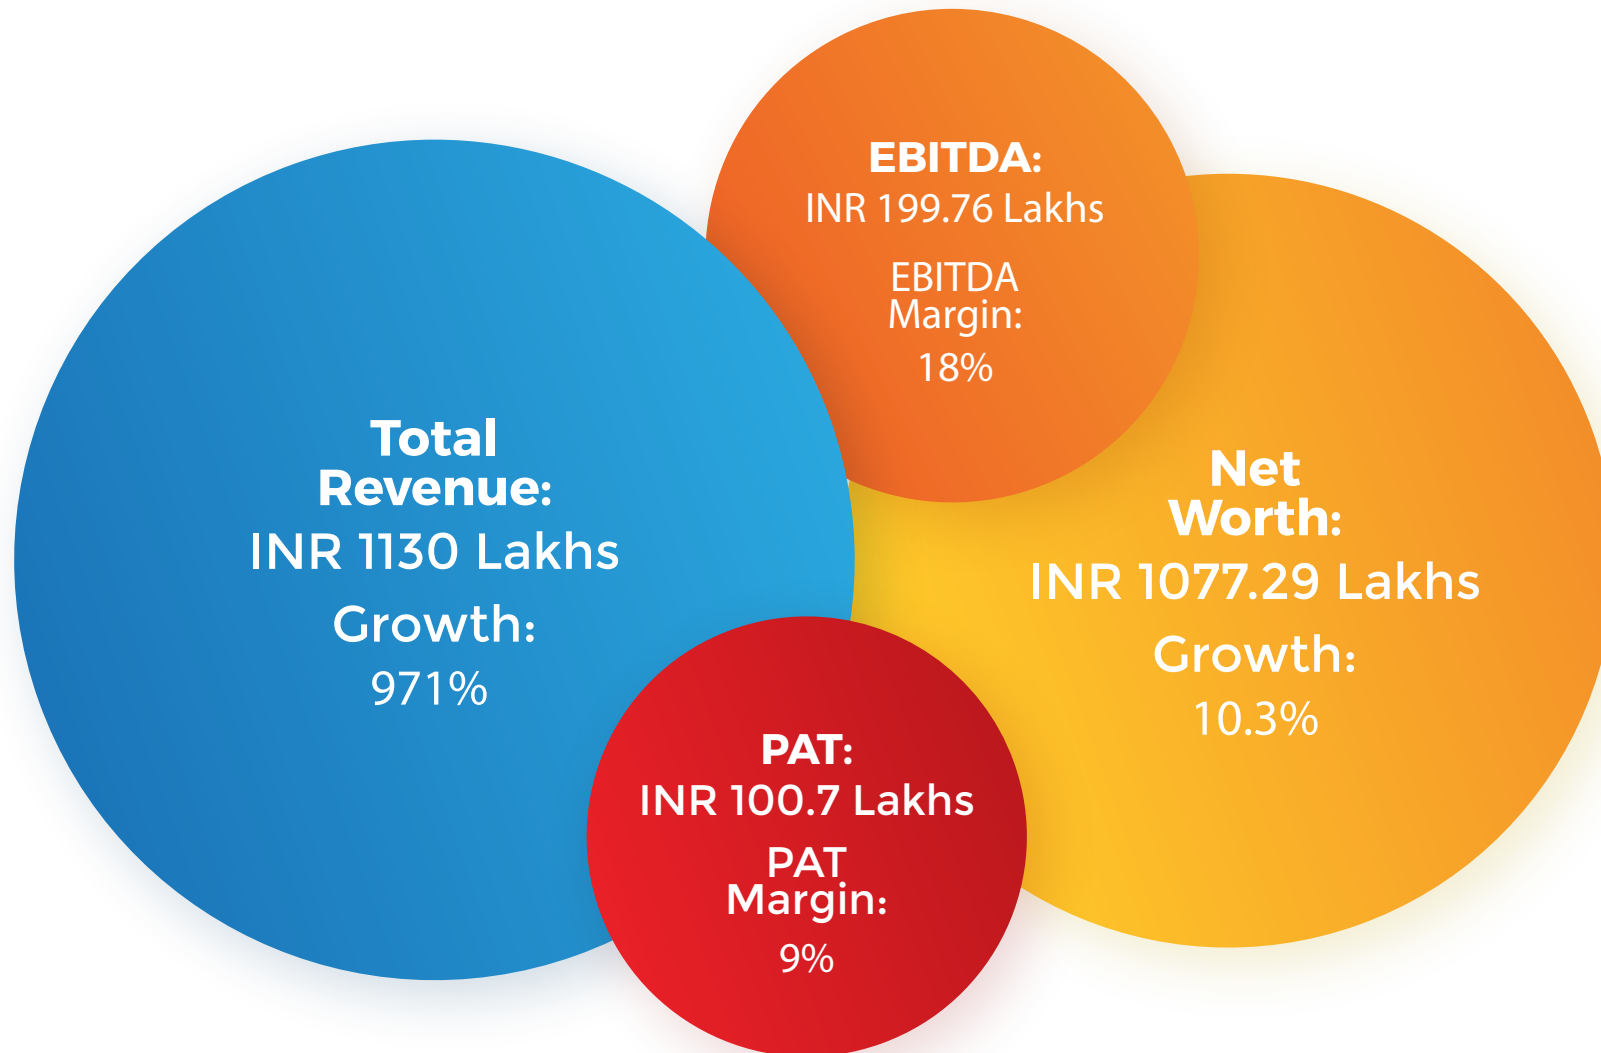 EBITDA:
INR 199.76 Lakhs
EBITDA
Margin:
18%
Total
Revenue:
INR 1130 Lakhs
Growth:
971%
Net
Worth:
INR 1077.29 Lakhs
Growth:
10.3%
PAT:
INR 100.7 Lakhs
PAT
Margin:
9%